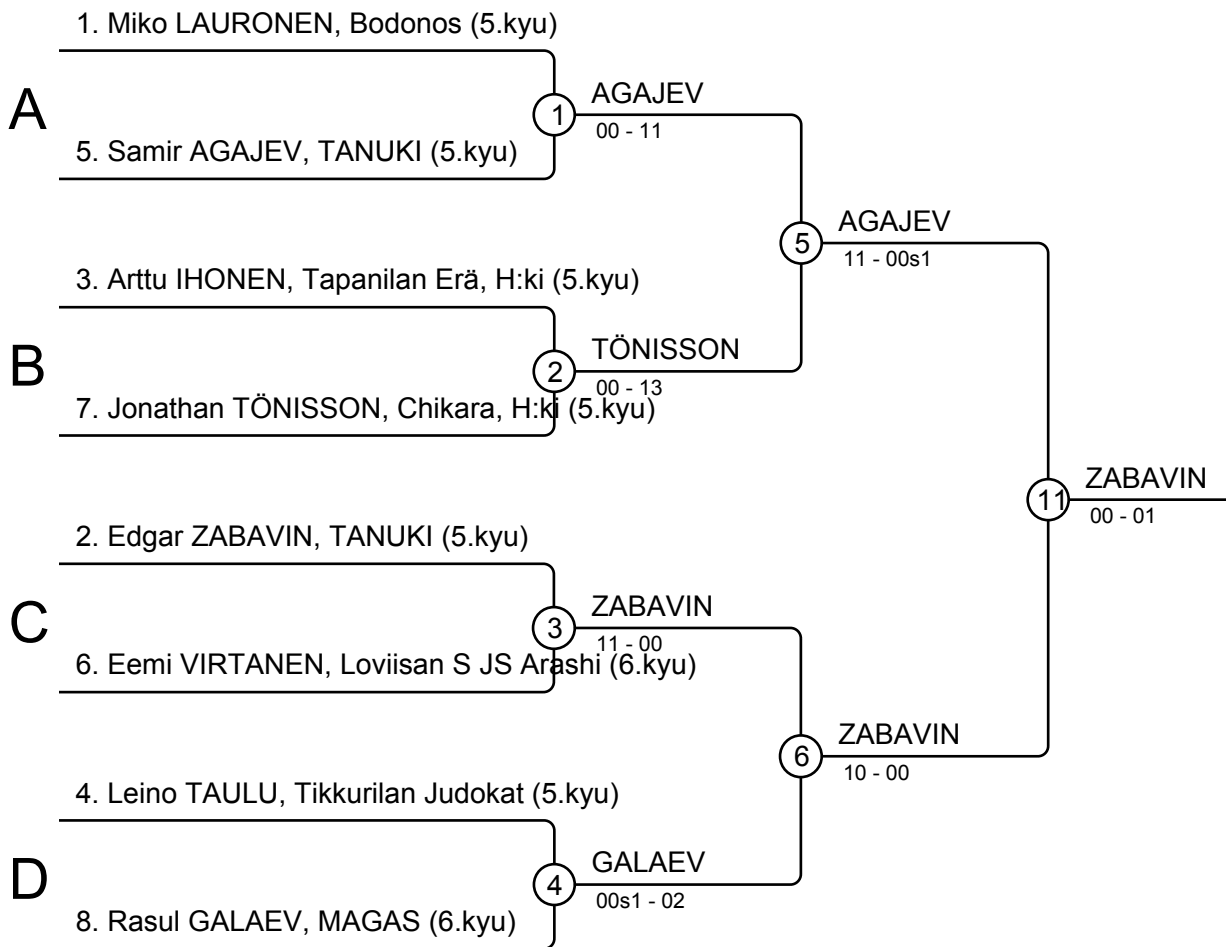 1. Miko LAURONEN, Bodonos (5.kyu)
A
1
AGAJEV
00 - 11
5. Samir AGAJEV, TANUKI (5.kyu)
5
AGAJEV
11 - 00s1
3. Arttu IHONEN, Tapanilan Erä, H:ki (5.kyu)
B
2
TÖNISSON
00 - 13
7. Jonathan TÖNISSON, Chikara, H:ki (5.kyu)
11
ZABAVIN
00 - 01
2. Edgar ZABAVIN, TANUKI (5.kyu)
C
3
ZABAVIN
11 - 00
6. Eemi VIRTANEN, Loviisan S JS Arashi (6.kyu)
6
ZABAVIN
10 - 00
4. Leino TAULU, Tikkurilan Judokat (5.kyu)
D
4
GALAEV
00s1 - 02
8. Rasul GALAEV, MAGAS (6.kyu)